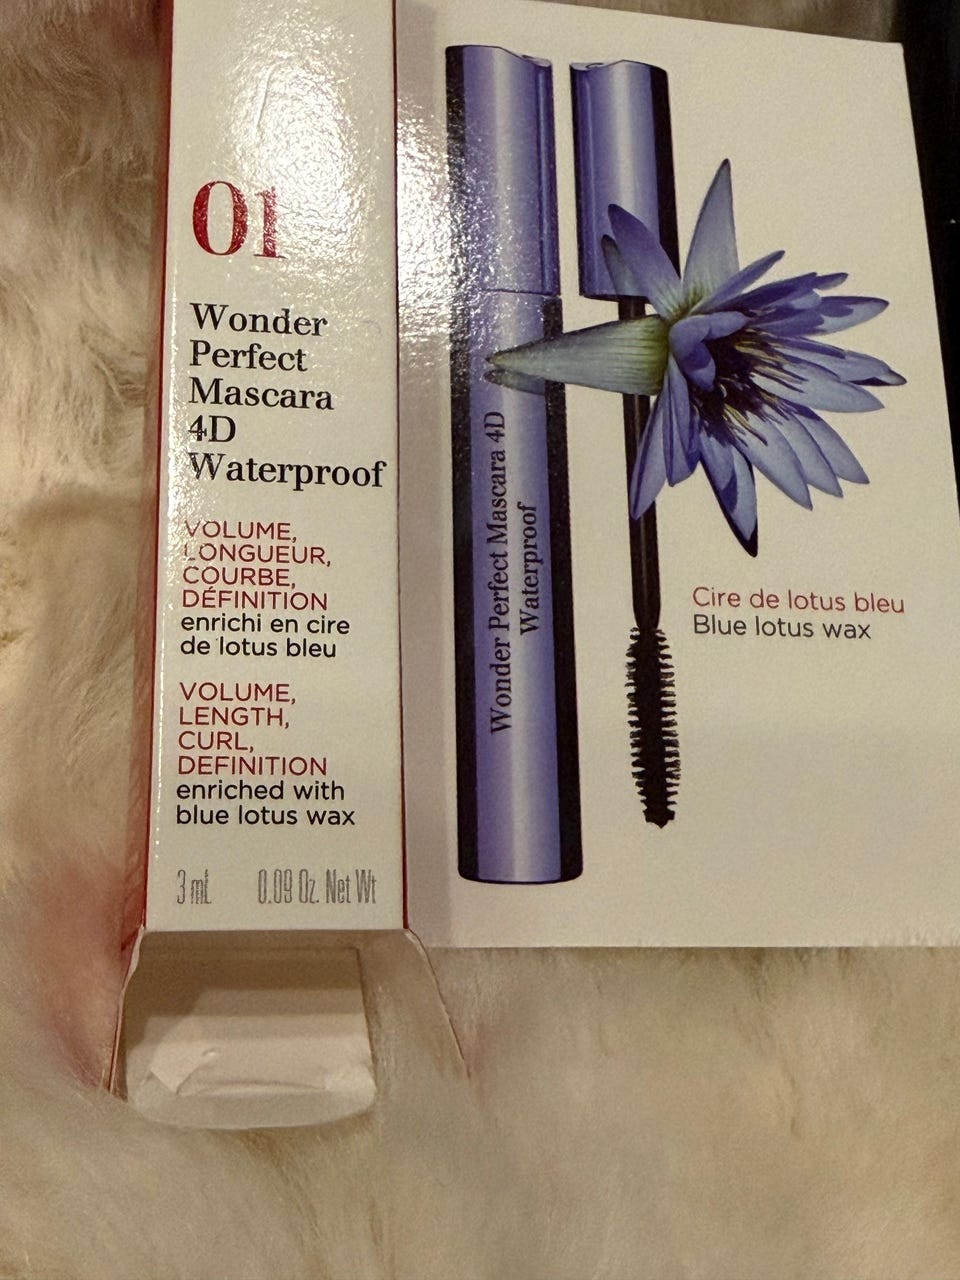 01
Wonder
Perfect
Mascara
4D
Waterproof
VOLUME,
LONGUEUR,
COURBE,
DÉFINITION
enrichi en cire
de lotus bleu
VOLUME,
LENGTH,
CURL,
DEFINITION
enriched with
blue lotus wax
3 mL 0.09 Oz. Net Wt
Wonder Perfect Mascara 4D
Waterproof
Cire de lotus bleu
Blue lotus wax